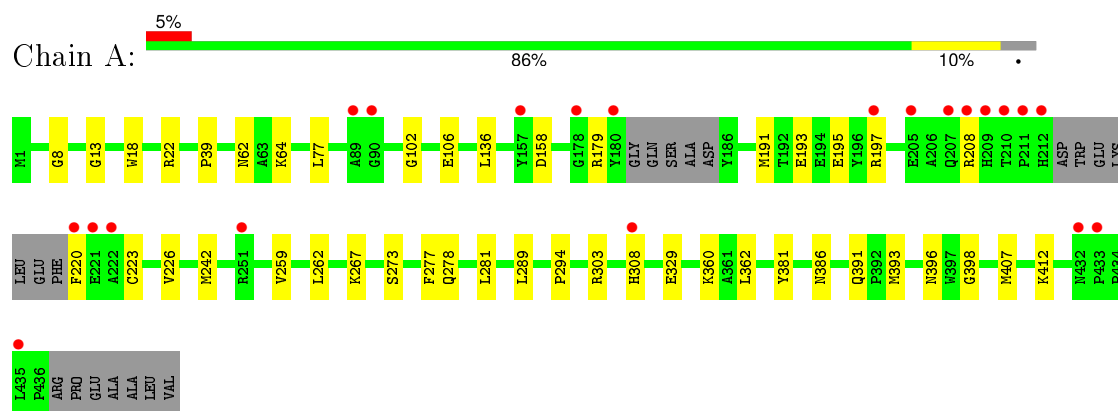 5%
Chain A:
86% 10% •
M1 G8 G13 W18 R22 P39 N62 A63 K64 L77 A89 G90 G102 E106 L136 Y157 D158 G178 R179 Y180 GLY GLN SER ALA ASP Y186 M191 T192 E193 E194 E195 Y196 R197 E205 A206 Q207 R208 H209 T210 P211 H212 ASP TRP GLU LYS
LEU GLU PHE F220 E221 A222 C223 V226 M242 R251 V259 L262 K267 S273 F277 Q278 L281 L289 P294 R303 H308 E329 K360 A361 L362 Y381 N386 Q391 P392 M393 N396 W397 G398 M407 K412 N432 P433 P434
L435 P436 ARG PRO GLU ALA ALA LEU VAL